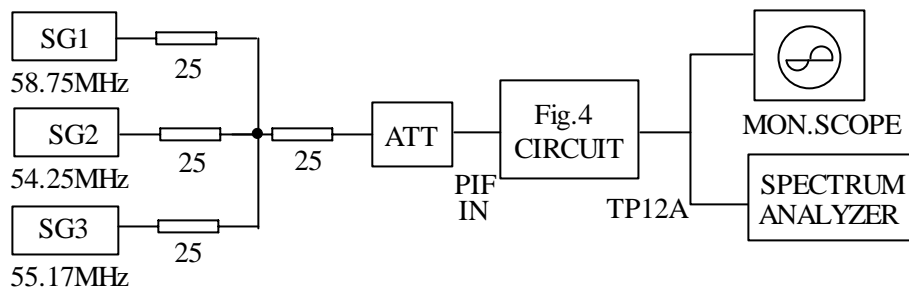 SG1
25
58.75MHz
SG2
25
25
54.25MHz
SG3
25
55.17MHz
ATT
PIF
IN
Fig.4
CIRCUIT
TP12A
MON.SCOPE
SPECTRUM
ANALYZER